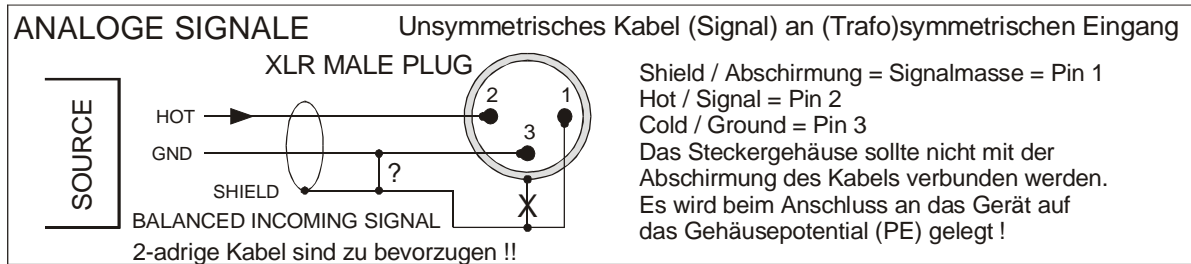 ANALOGE SIGNALE
Unsymmetrisches Kabel (Signal) an (Trafo)symmetrischen Eingang
XLR MALE PLUG
SOURCE
HOT
GND
SHIELD
?
2
1
3
X
BALANCED INCOMING SIGNAL
2-adrige Kabel sind zu bevorzugen !!
Shield / Abschirmung = Signalmasse = Pin 1
Hot / Signal = Pin 2
Cold / Ground = Pin 3
Das Steckergehäuse sollte nicht mit der
Abschirmung des Kabels verbunden werden.
Es wird beim Anschluss an das Gerät auf
das Gehäusepotential (PE) gelegt !